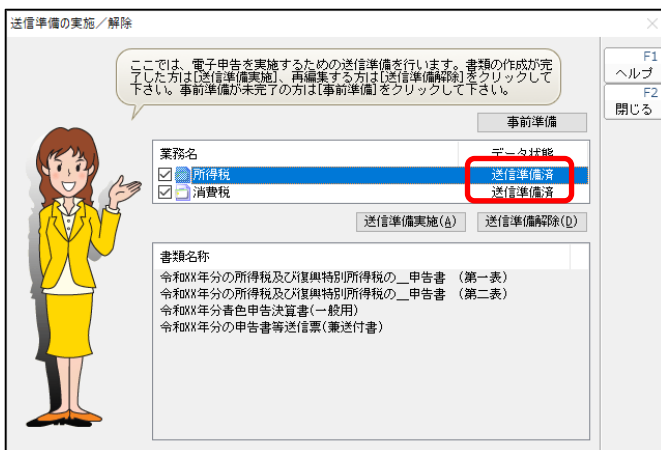 送信準備の実施／解除
ここでは、電子申告を実施するための送信準備を行います。書類の作成が完
了した方は[送信準備実施]、再編集する方は[送信準備解除]をクリックして
下さい。事前準備が未完了の方は[事前準備]をクリックして下さい。
F1
ヘルプ
F2
閉じる
事前準備
業務名 データ状態
所得税 送信準備済
消費税 送信準備済
送信準備実施(A) 送信準備解除(D)
書類名称
令和XX年分の所得税及び復興特別所得税の__申告書 （第一表）
令和XX年分の所得税及び復興特別所得税の__申告書 （第二表）
令和XX年分青色申告決算書(一般用)
令和XX年分の申告書等送信票(兼送付書)